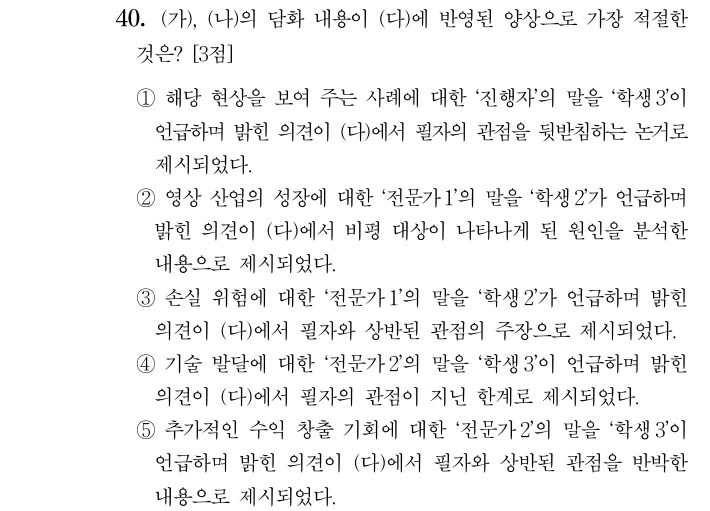 40. (가), (나)의 담화 내용이 (다)에 반영된 양상으로 가장 적절한
것은? [3점]
① 해당 현상을 보여 주는 사례에 대한 ‘진행자’의 말을 ‘학생 3’이
언급하며 밝힌 의견이 (다)에서 필자의 관점을 뒷받침하는 논거로
제시되었다.
② 영상 산업의 성장에 대한 ‘전문가 1’의 말을 ‘학생 2’가 언급하며
밝힌 의견이 (다)에서 비평 대상이 나타나게 된 원인을 분석한
내용으로 제시되었다.
③ 손실 위험에 대한 ‘전문가 1’의 말을 ‘학생 2’가 언급하며 밝힌
의견이 (다)에서 필자와 상반된 관점의 주장으로 제시되었다.
④ 기술 발달에 대한 ‘전문가 2’의 말을 ‘학생 3’이 언급하며 밝힌
의견이 (다)에서 필자의 관점이 지닌 한계로 제시되었다.
⑤ 추가적인 수익 창출 기회에 대한 ‘전문가 2’의 말을 ‘학생 3’이
언급하며 밝힌 의견이 (다)에서 필자와 상반된 관점을 반박한
내용으로 제시되었다.